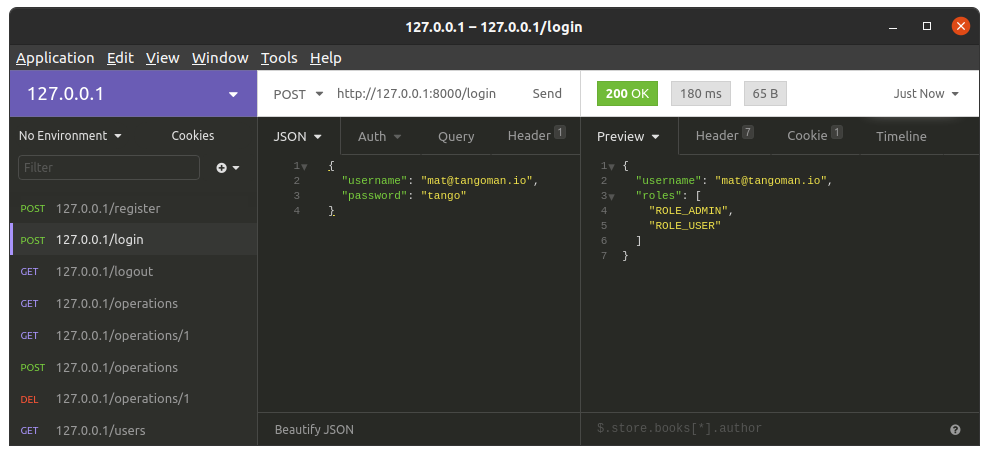 127.0.0.1 – 127.0.0.1/login
Application Edit View Window Tools Help
127.0.0.1
POST http://127.0.0.1:8000/login Send
200 OK 180 ms 65 B Just Now
No Environment Cookies
Filter
POST 127.0.0.1/register
POST 127.0.0.1/login
GET 127.0.0.1/logout
GET 127.0.0.1/operations
GET 127.0.0.1/operations/1
POST 127.0.0.1/operations
DEL 127.0.0.1/operations/1
GET 127.0.0.1/users
JSON Auth Query Header 1
1 {
2 "username": "mat@tangoman.io",
3 "password": "tango"
4 }
Beautify JSON
Preview Header 7 Cookie 1 Timeline
1 {
2 "username": "mat@tangoman.io",
3 "roles": [
4 "ROLE_ADMIN",
5 "ROLE_USER"
6 ]
7 }
$.store.books[*].author
?